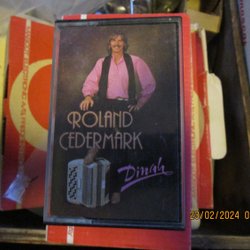 ROLAND
CEDERMARK
Dinah
23/02/2024